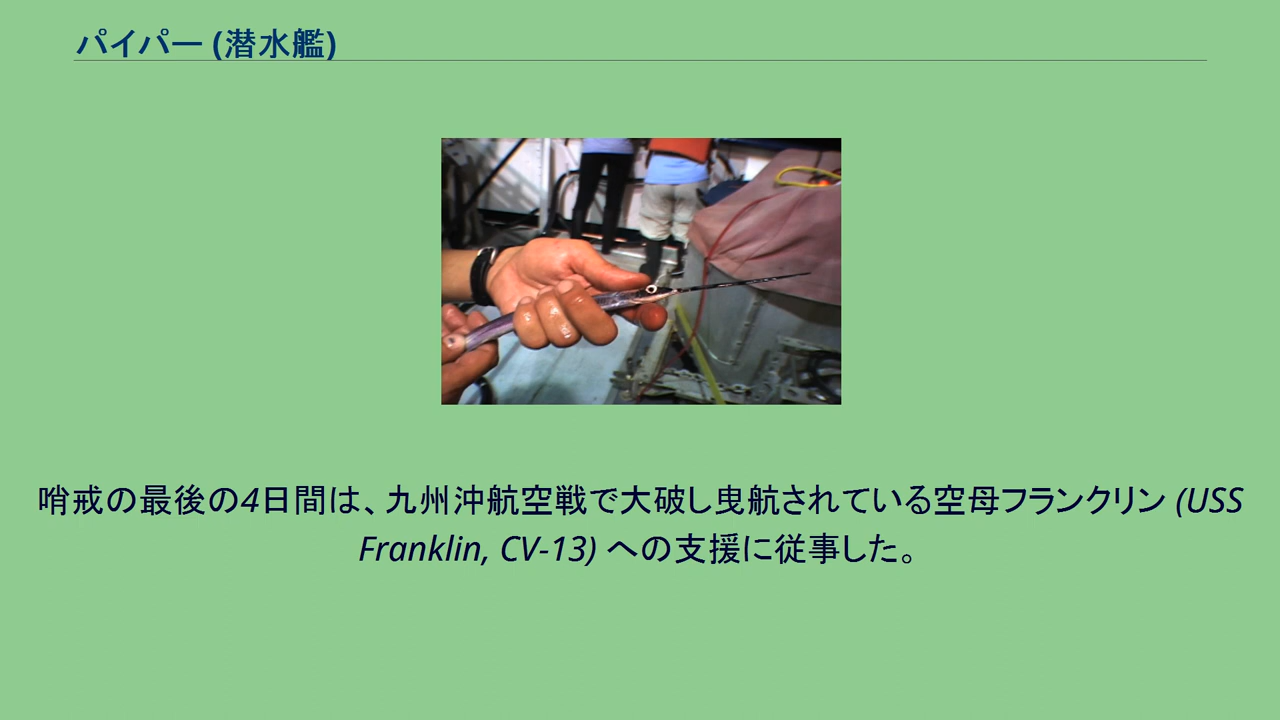 パイパー (潜水艦)
哨戒の最後の4日間は、九州沖航空戦で大破し曳航されている空母フランクリン (USS
Franklin, CV-13) への支援に従事した。